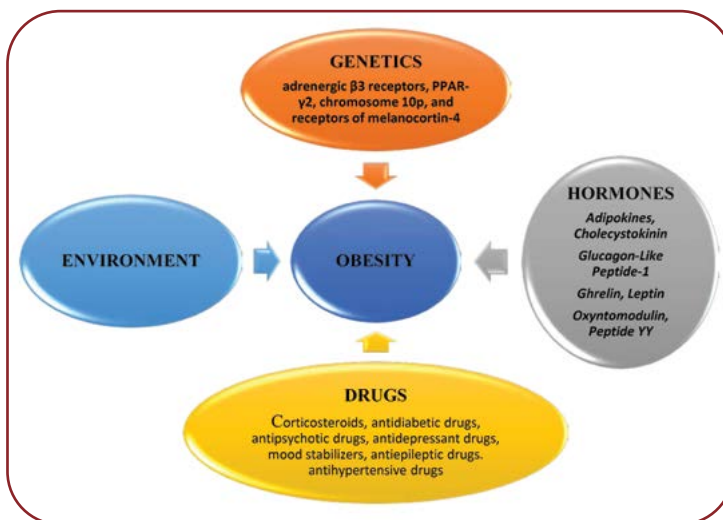 GENETICS
adrenergic β3 receptors, PPAR-
γ2, chromosome 10p, and
receptors of melanocortin-4
ENVIRONMENT
OBESITY
HORMONES
Adipokines,
Cholecystokinin
Glucagon-Like
Peptide-1
Ghrelin, Leptin
Oxyntomodulin,
Peptide YY
DRUGS
Corticosteroids, antidiabetic drugs,
antipsychotic drugs, antidepressant drugs,
mood stabilizers, antiepileptic drugs.
antihypertensive drugs